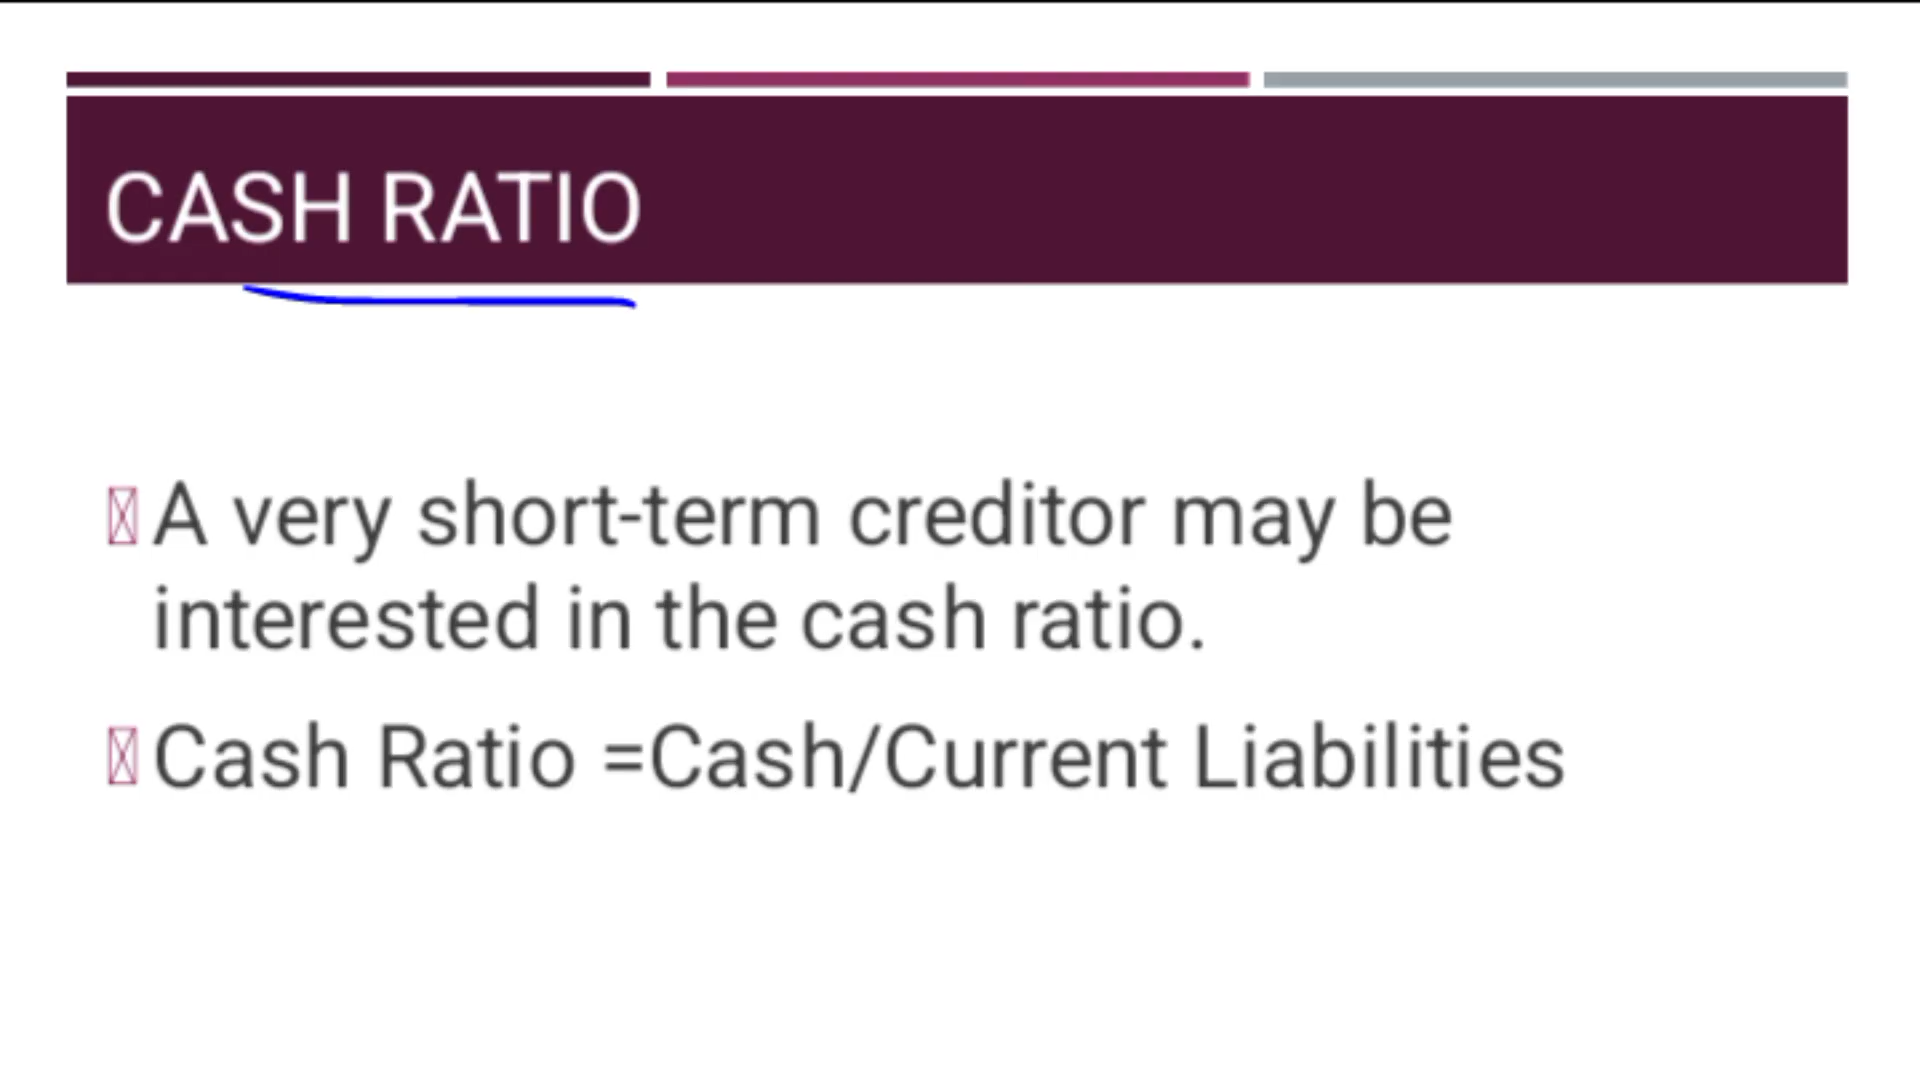 CASH RATIO
A very short-term creditor may be
interested in the cash ratio.
Cash Ratio =Cash/Current Liabilities